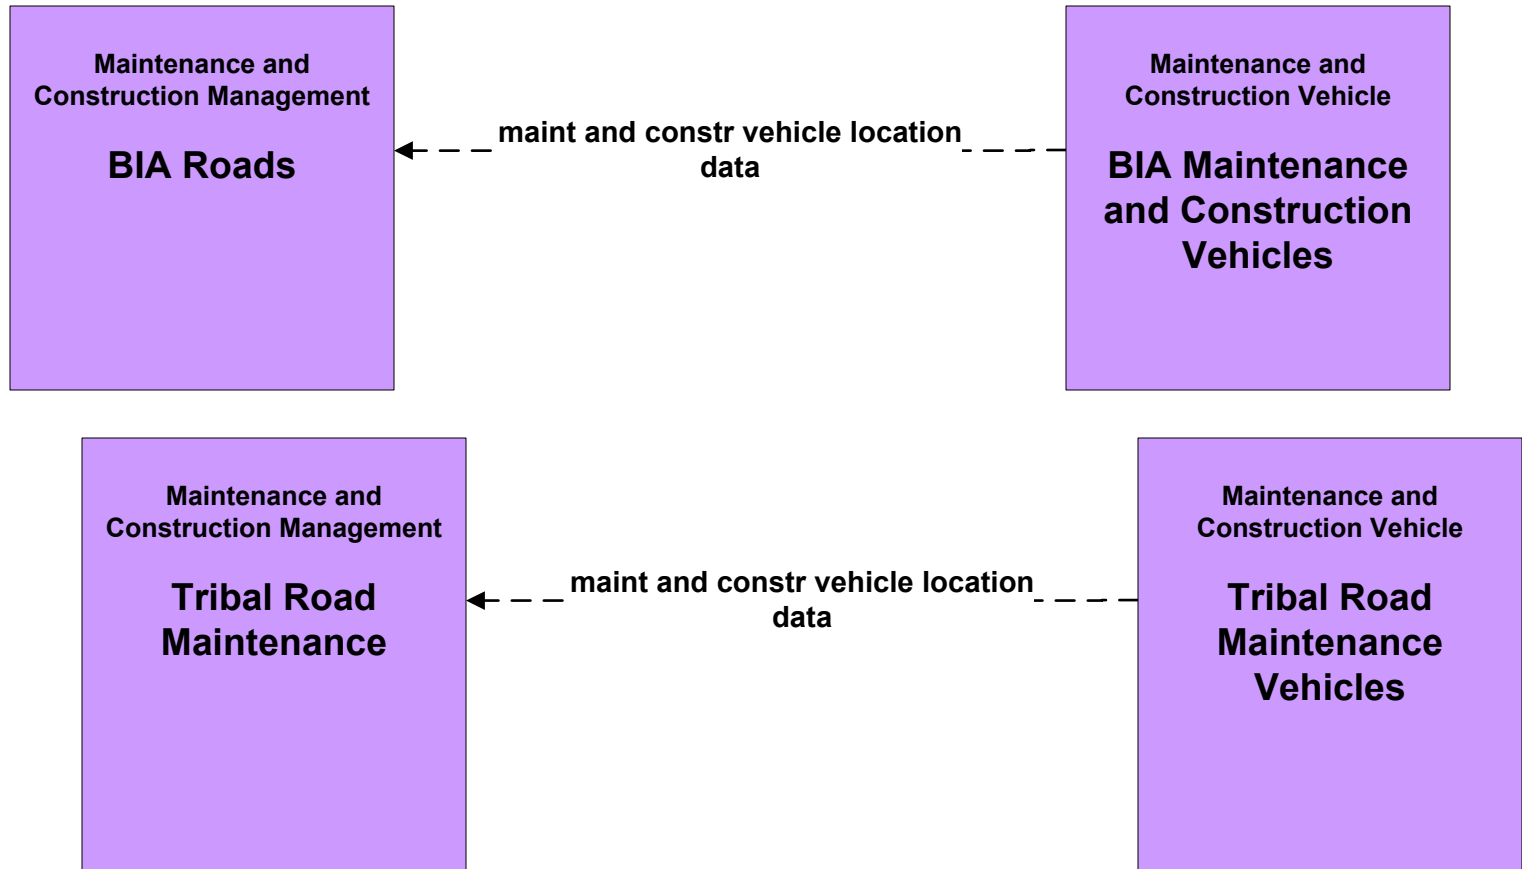 Maintenance and
Construction Management
BIA Roads
maint and constr vehicle location
data
Maintenance and
Construction Vehicle
BIA Maintenance
and Construction
Vehicles
Maintenance and
Construction Management
Tribal Road
Maintenance
maint and constr vehicle location
data
Maintenance and
Construction Vehicle
Tribal Road
Maintenance
Vehicles